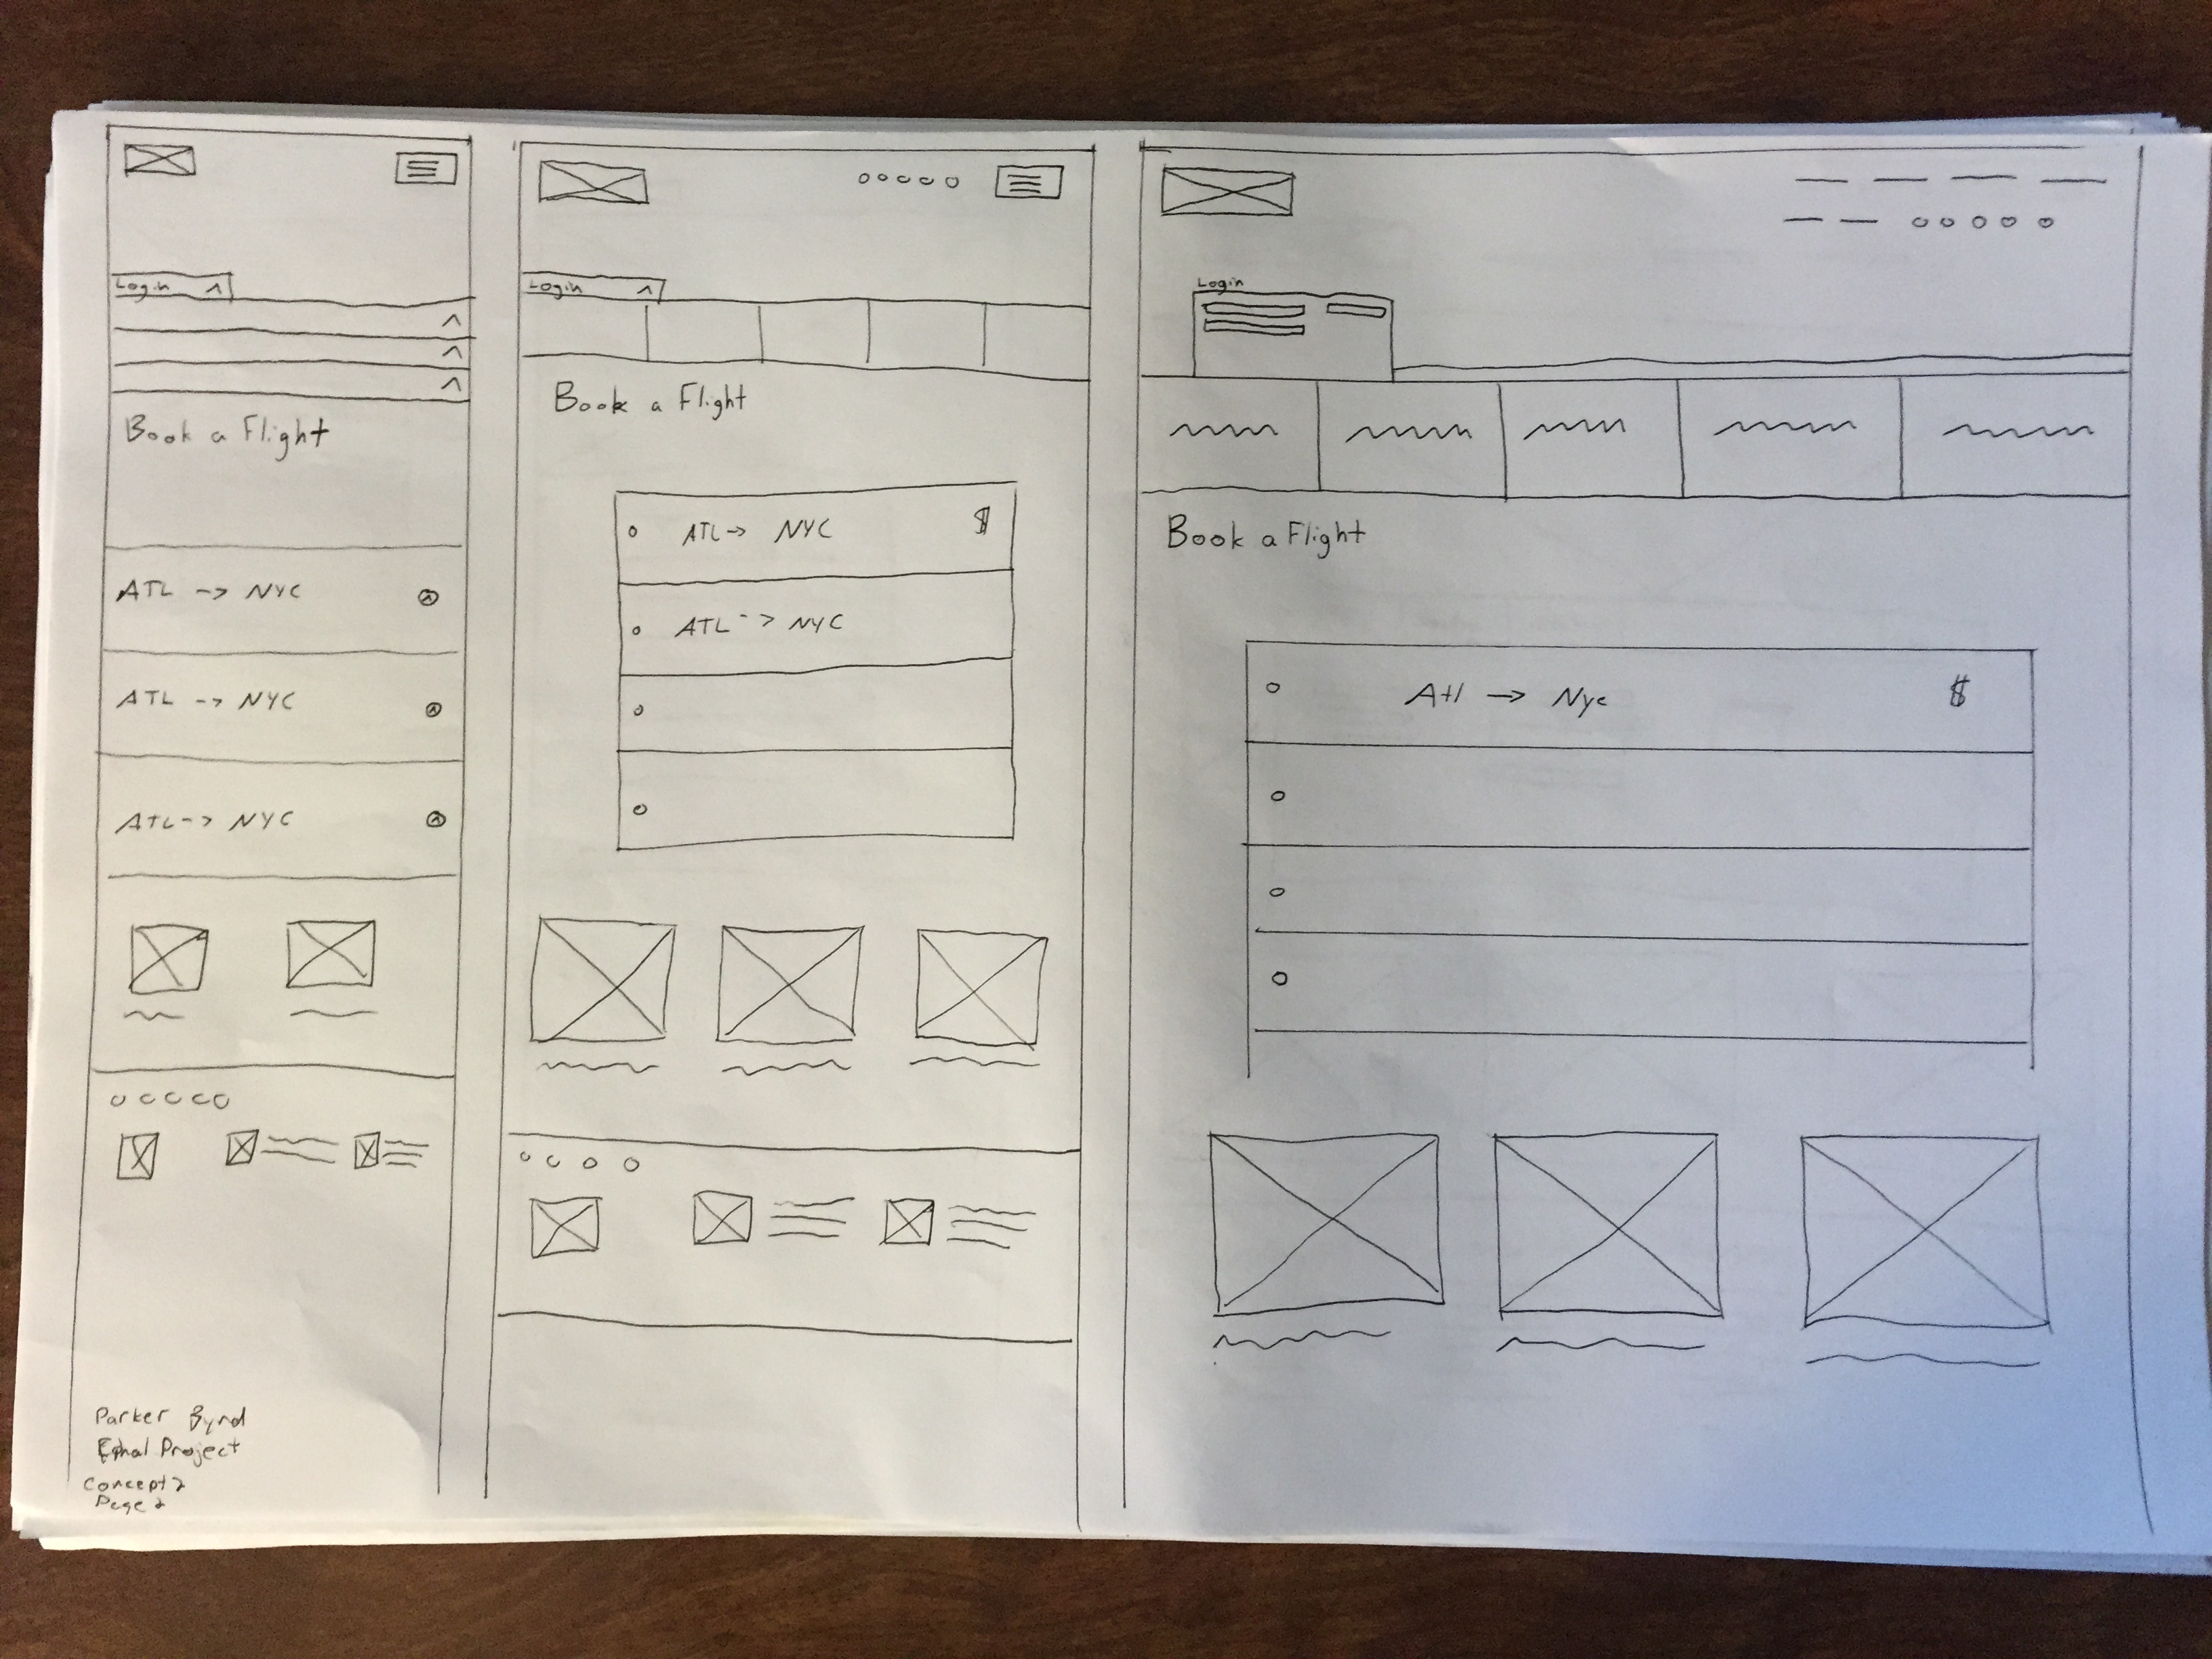 Login ^
Book a Flight
ATL -> NYC
ATL -> NYC
ATL -> NYC
Parker Byrd
Final Project
Concept 2
Page 2
Login ^
Book a Flight
ATL -> NYC $
ATL -> NYC
Login
Book a Flight
Atl → Nyc $